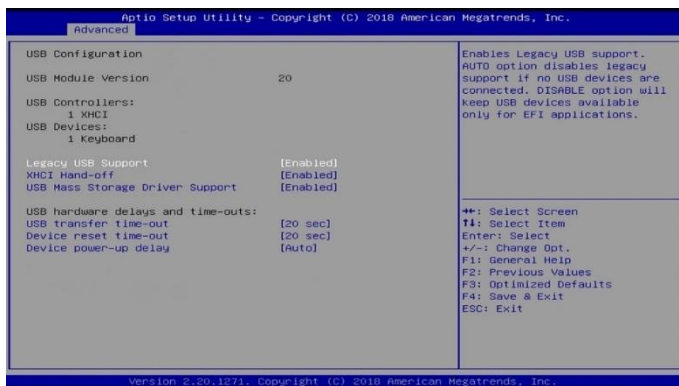 Aptio Setup Utility – Copyright (C) 2018 American Megatrends, Inc.
Advanced
USB Configuration
USB Module Version 20
USB Controllers:
1 XHCI
USB Devices:
1 Keyboard
Legacy USB Support [Enabled]
XHCI Hand-off [Enabled]
USB Mass Storage Driver Support [Enabled]
USB hardware delays and time-outs:
USB transfer time-out [20 sec]
Device reset time-out [20 sec]
Device power-up delay [Auto]
Enables Legacy USB support.
AUTO option disables legacy
support if no USB devices are
connected. DISABLE option will
keep USB devices available
only for EFI applications.
→←: Select Screen
↑↓: Select Item
Enter: Select
+/-: Change Opt.
F1: General Help
F2: Previous Values
F3: Optimized Defaults
F4: Save & Exit
ESC: Exit
Version 2.20.1271. Copyright (C) 2018 American Megatrends, Inc.